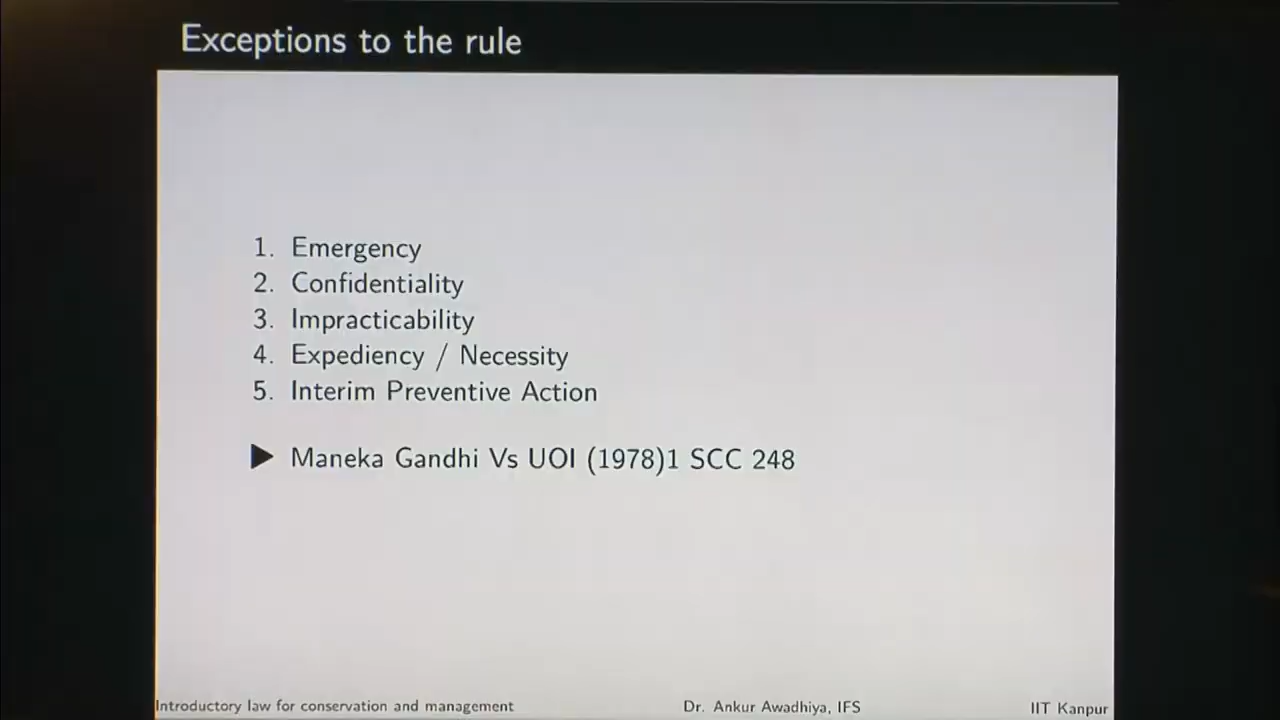 Exceptions to the rule
1. Emergency
2. Confidentiality
3. Impracticability
4. Expediency / Necessity
5. Interim Preventive Action
▶ Maneka Gandhi Vs UOI (1978)1 SCC 248
Introductory law for conservation and management Dr. Ankur Awadhiya, IFS IIT Kanpur